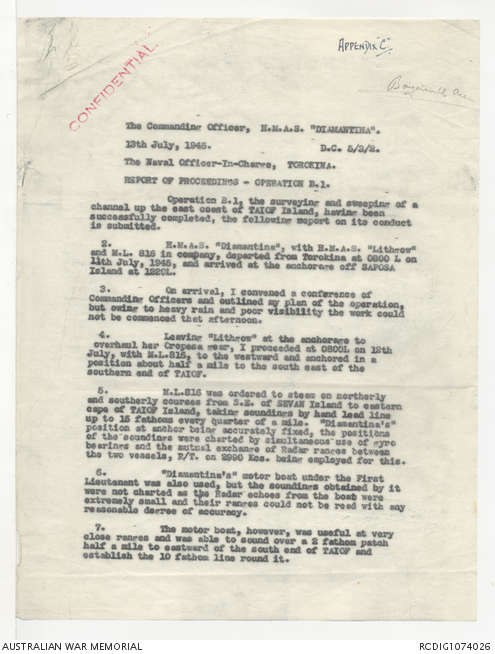 APPENDIX "C"
CONFIDENTIAL
The Commanding Officer, H.M.A.S. "DIAMANTINA".
13th July, 1945. D.C. 5/3/2.
The Naval Officer-In-Charge, TOROKINA.
REPORT OF PROCEEDINGS - OPERATION B.1.
Operation B.1, the surveying and sweeping of a
channel up the east coast of TAIOF Island, having been
successfully completed, the following report on its conduct
is submitted.
2. H.M.A.S. "Diamantina", with H.M.A.S. "Lithgow"
and M.L. 816 in company, departed from Torokina at 0800 L on
11th July, 1945, and arrived at the anchorage off SAPOSA
Island at 1220L.
3. On arrival, I convened a conference of
Commanding Officers and outlined my plan of the operation,
but owing to heavy rain and poor visibility the work could
not be commenced that afternoon.
4. Leaving "Lithgow" at the anchorage to
overhaul her Oropesa gear, I proceeded at 0800L on 12th
July, with M.L.816, to the westward and anchored in a
position about half a mile to the south east of the
southern end of TAIOF.
5. M.L.816 was ordered to steam on northerly
and southerly courses from S.E. of SEVAN Island to eastern
cape of TAIOF Island, taking soundings by hand lead line
up to 15 fathoms every quarter of a mile. "Diamantina's"
position at anchor being accurately fixed, the positions
of the soundings were charted by simultaneous use of gyro
bearings and the mutual exchange of Radar ranges between
the two vessels, R/T. on 2990 Kcs. being employed for this.
6. "Diamantina's" motor boat under the First
Lieutenant was also used, but the soundings obtained by it
were not charted as the Radar echoes from the boat were
extremely small and their ranges could not be read with any
reasonable degree of accuracy.
7. The motor boat, however, was useful at very
close ranges and was able to sound over a 2 fathom patch
half a mile to eastward of the south end of TAIOF and
establish the 10 fathom line round it.
AUSTRALIAN WAR MEMORIAL RCDIG1074026